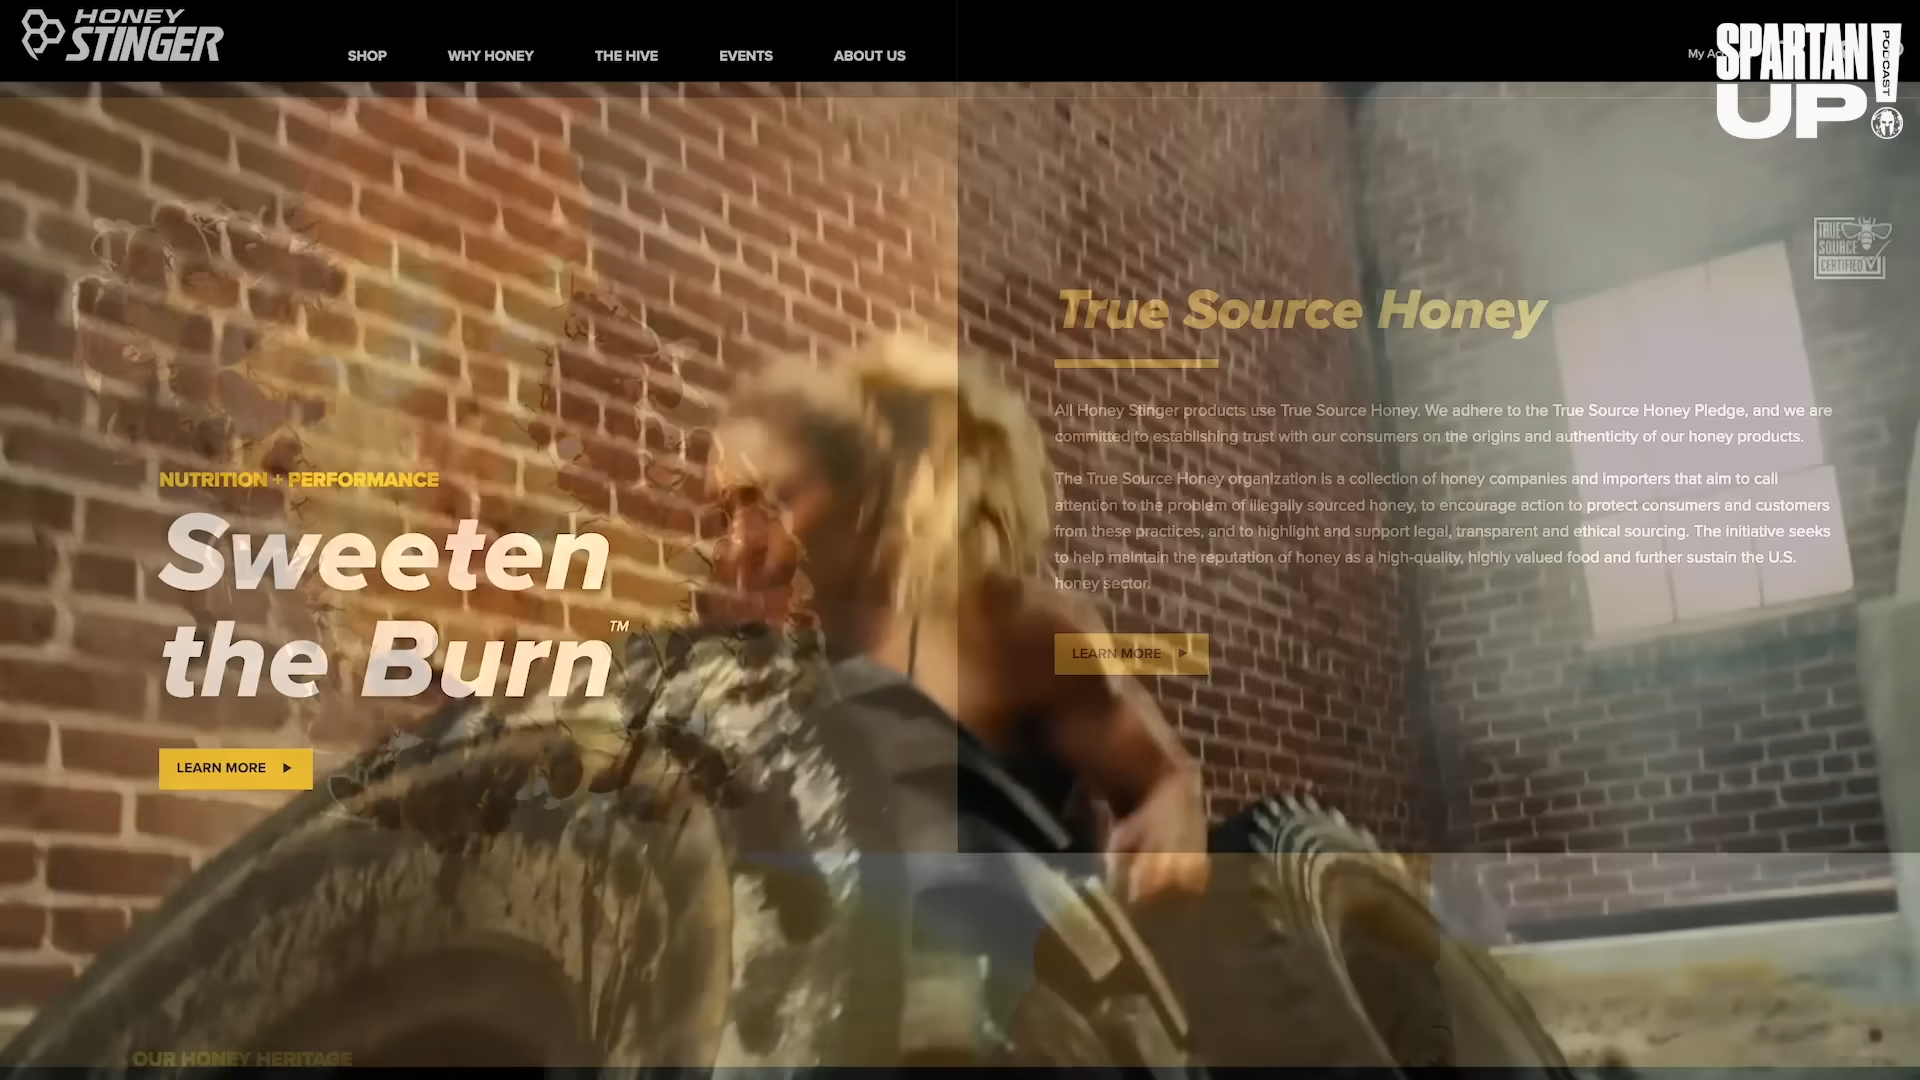 HONEY
STINGER
SHOP
WHY HONEY
THE HIVE
EVENTS
ABOUT US
My
SPARTAN
UP!
PODCAST
TRUE
SOURCE
CERTIFIED
True Source Honey
All Honey Stinger products use True Source Honey. We adhere to the True Source Honey Pledge, and we are
committed to establishing trust with our consumers on the origins and authenticity of our honey products.
The True Source Honey organization is a collection of honey companies and importers that aim to call
attention to the problem of illegally sourced honey, to encourage action to protect consumers and customers
from these practices, and to highlight and support legal, transparent and ethical sourcing. The initiative seeks
to help maintain the reputation of honey as a high-quality, highly valued food and further sustain the U.S.
honey sector.
LEARN MORE
NUTRITION + PERFORMANCE
Sweeten
the Burn™
LEARN MORE
OUR HONEY HERITAGE